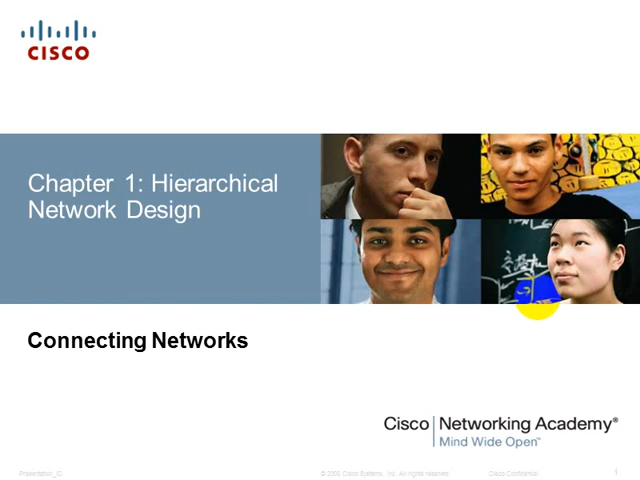 CISCO
Chapter 1: Hierarchical
Network Design
Connecting Networks
Cisco Networking Academy®
Mind Wide Open™
Presentation_ID
© 2008 Cisco Systems, Inc. All rights reserved.
Cisco Confidential
1